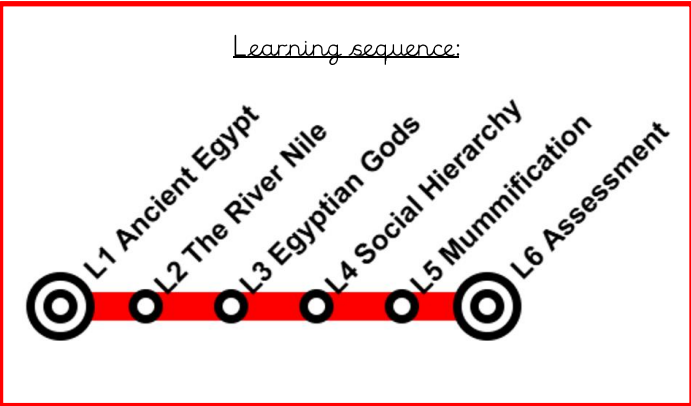 Learning sequence:
L1 Ancient Egypt
L2 The River Nile
L3 Egyptian Gods
L4 Social Hierarchy
L5 Mummification
L6 Assessment